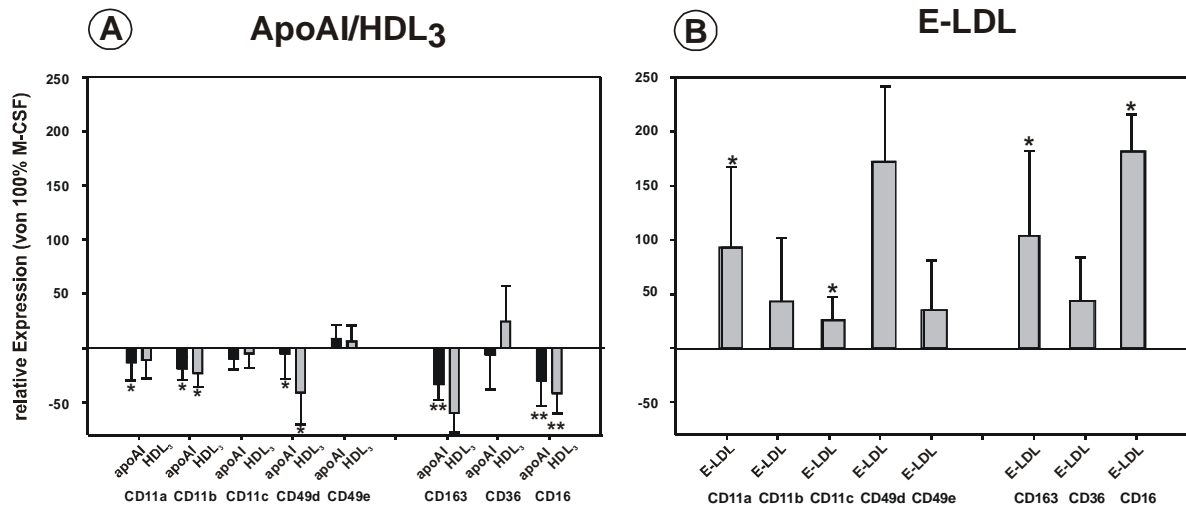 A ApoAI/HDL₃
relative Expression (von 100% M-CSF)
250
200
150
100
50
-50
* * * * * ** ** **
apoAI HDL₃ apoAI HDL₃ apoAI HDL₃ apoAI HDL₃ apoAI HDL₃ apoAI HDL₃ apoAI HDL₃ apoAI HDL₃
CD11a CD11b CD11c CD49d CD49e CD163 CD36 CD16
B E-LDL
250
200
150
100
50
-50
* * * *
E-LDL E-LDL E-LDL E-LDL E-LDL E-LDL E-LDL E-LDL
CD11a CD11b CD11c CD49d CD49e CD163 CD36 CD16